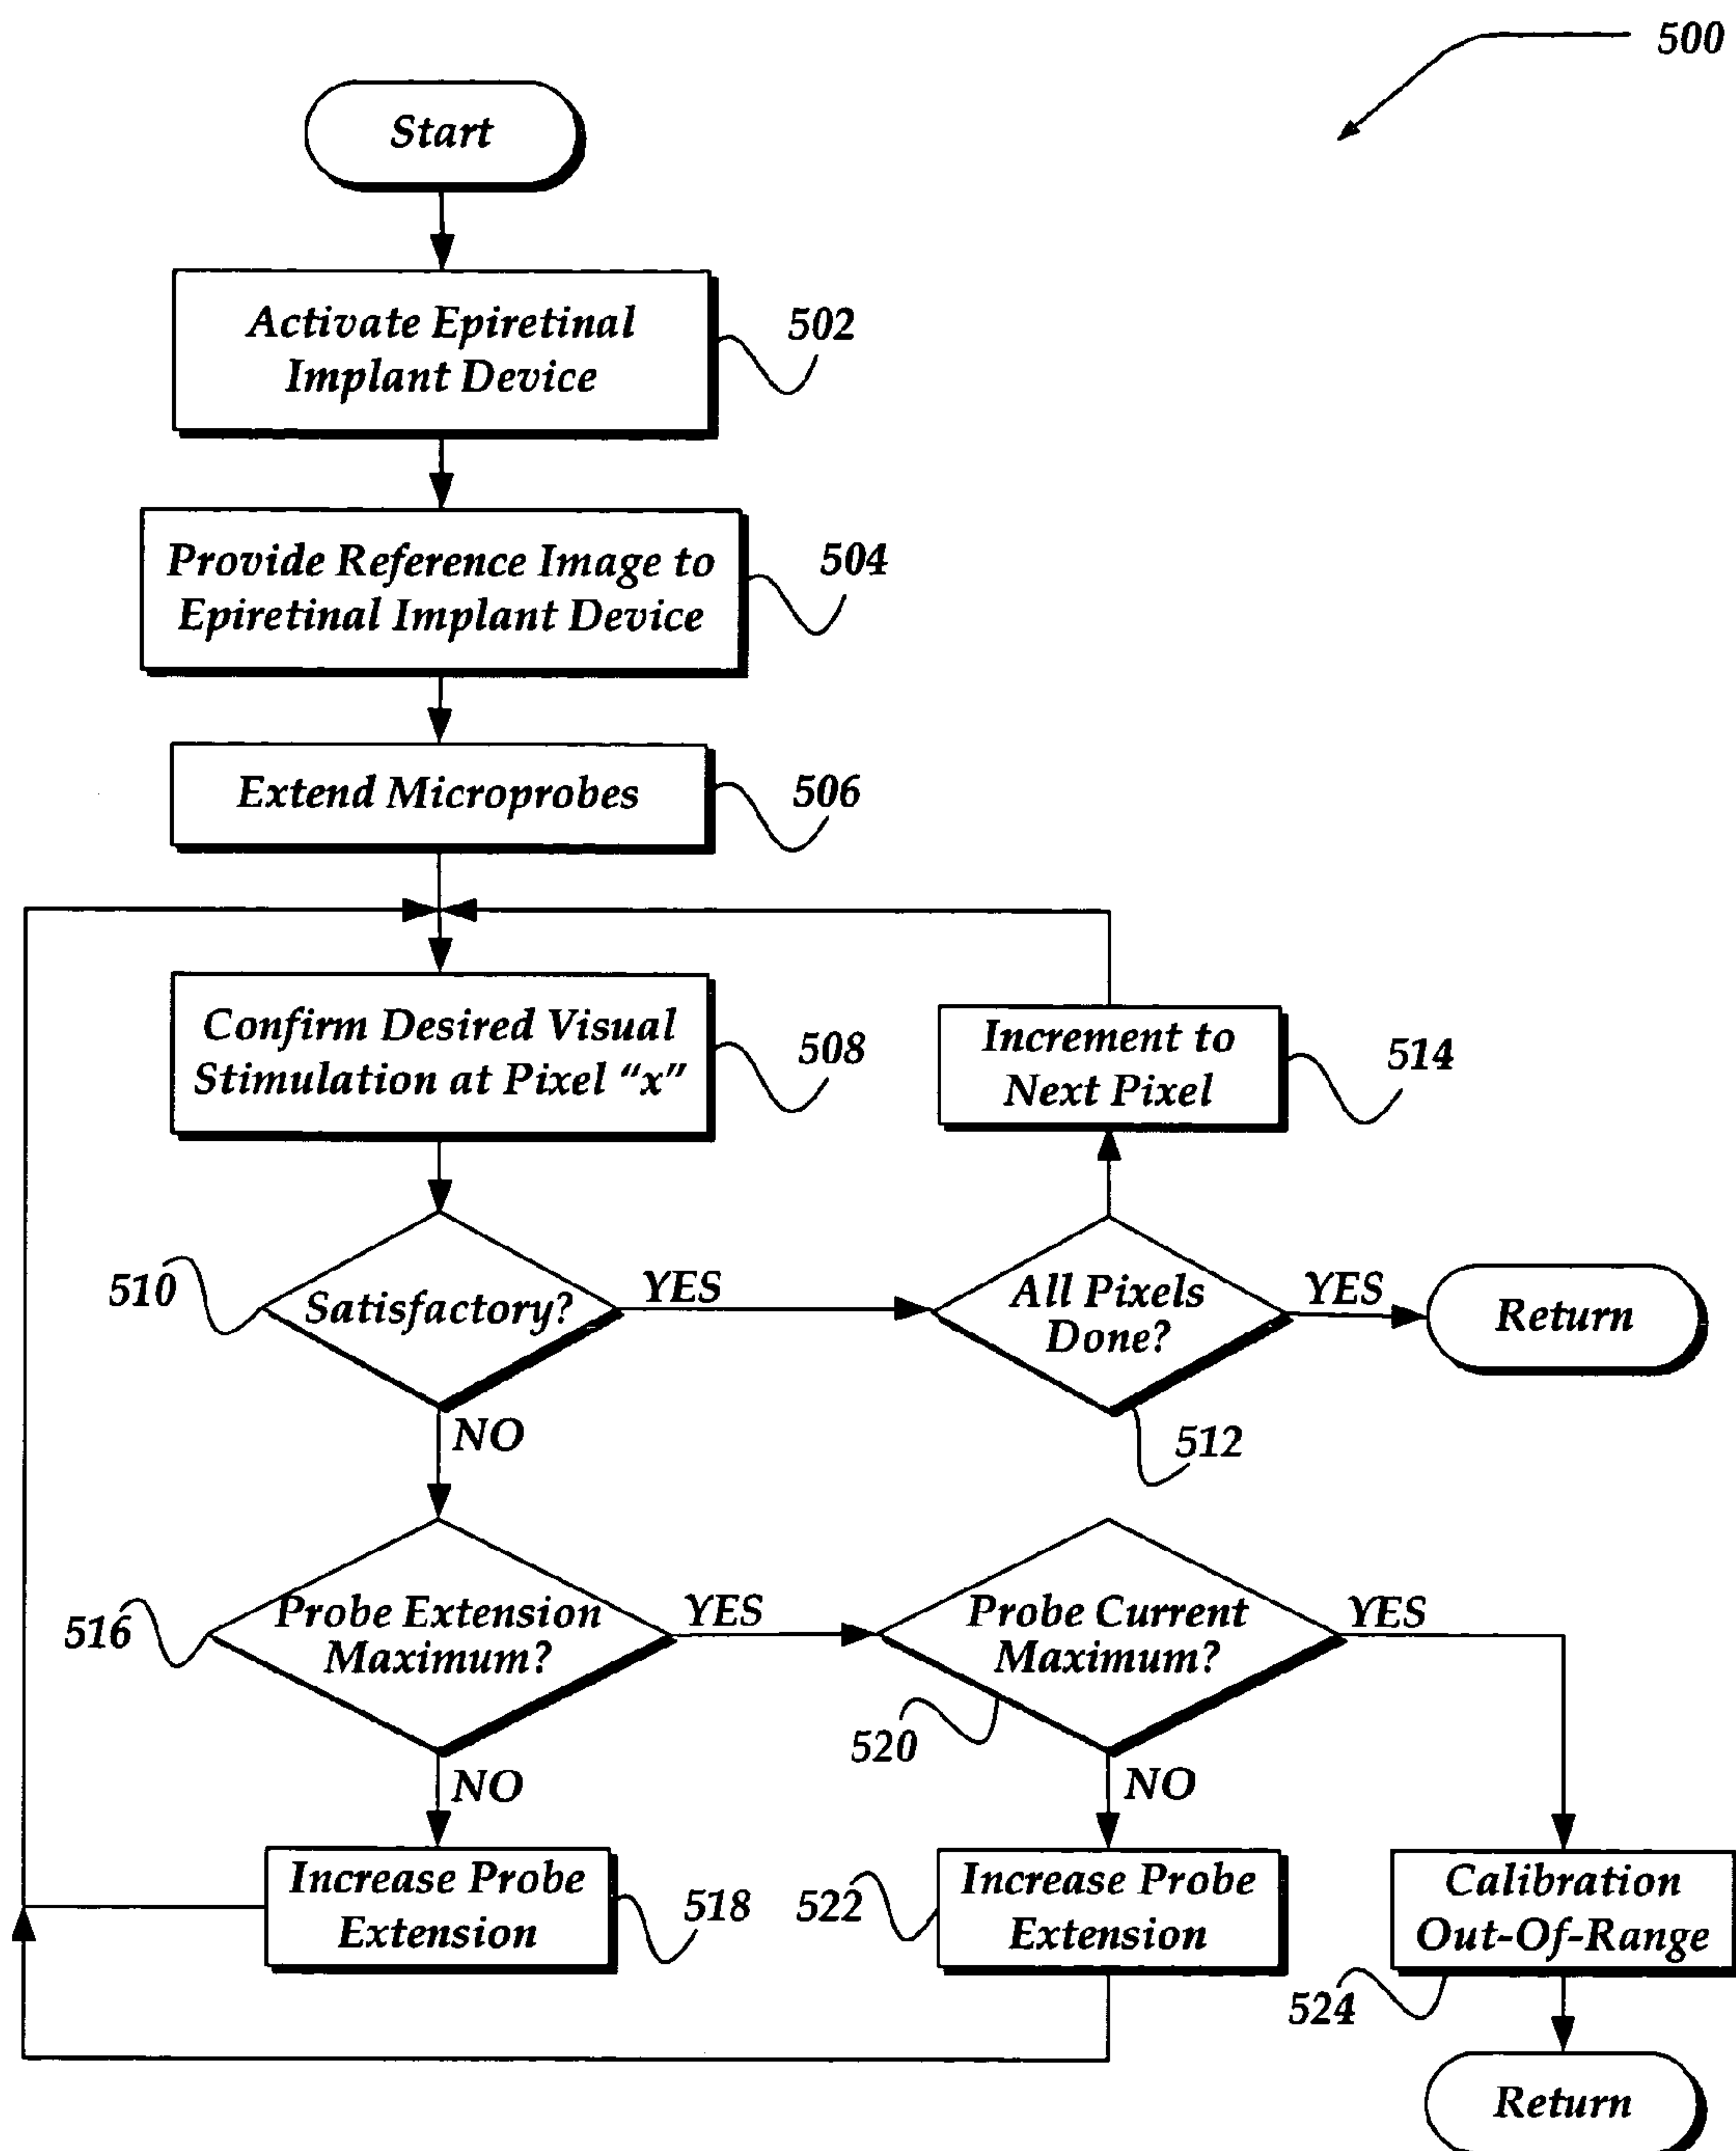 500
Start
Activate Epiretinal
Implant Device
502
Provide Reference Image to
Epiretinal Implant Device
504
Extend Microprobes
506
Confirm Desired Visual
Stimulation at Pixel “x”
508
Increment to
Next Pixel
514
510
Satisfactory?
YES
All Pixels
Done?
YES
Return
NO
512
516
Probe Extension
Maximum?
YES
Probe Current
Maximum?
YES
520
NO
NO
Increase Probe
Extension
518
522
Increase Probe
Extension
Calibration
Out-Of-Range
524
Return